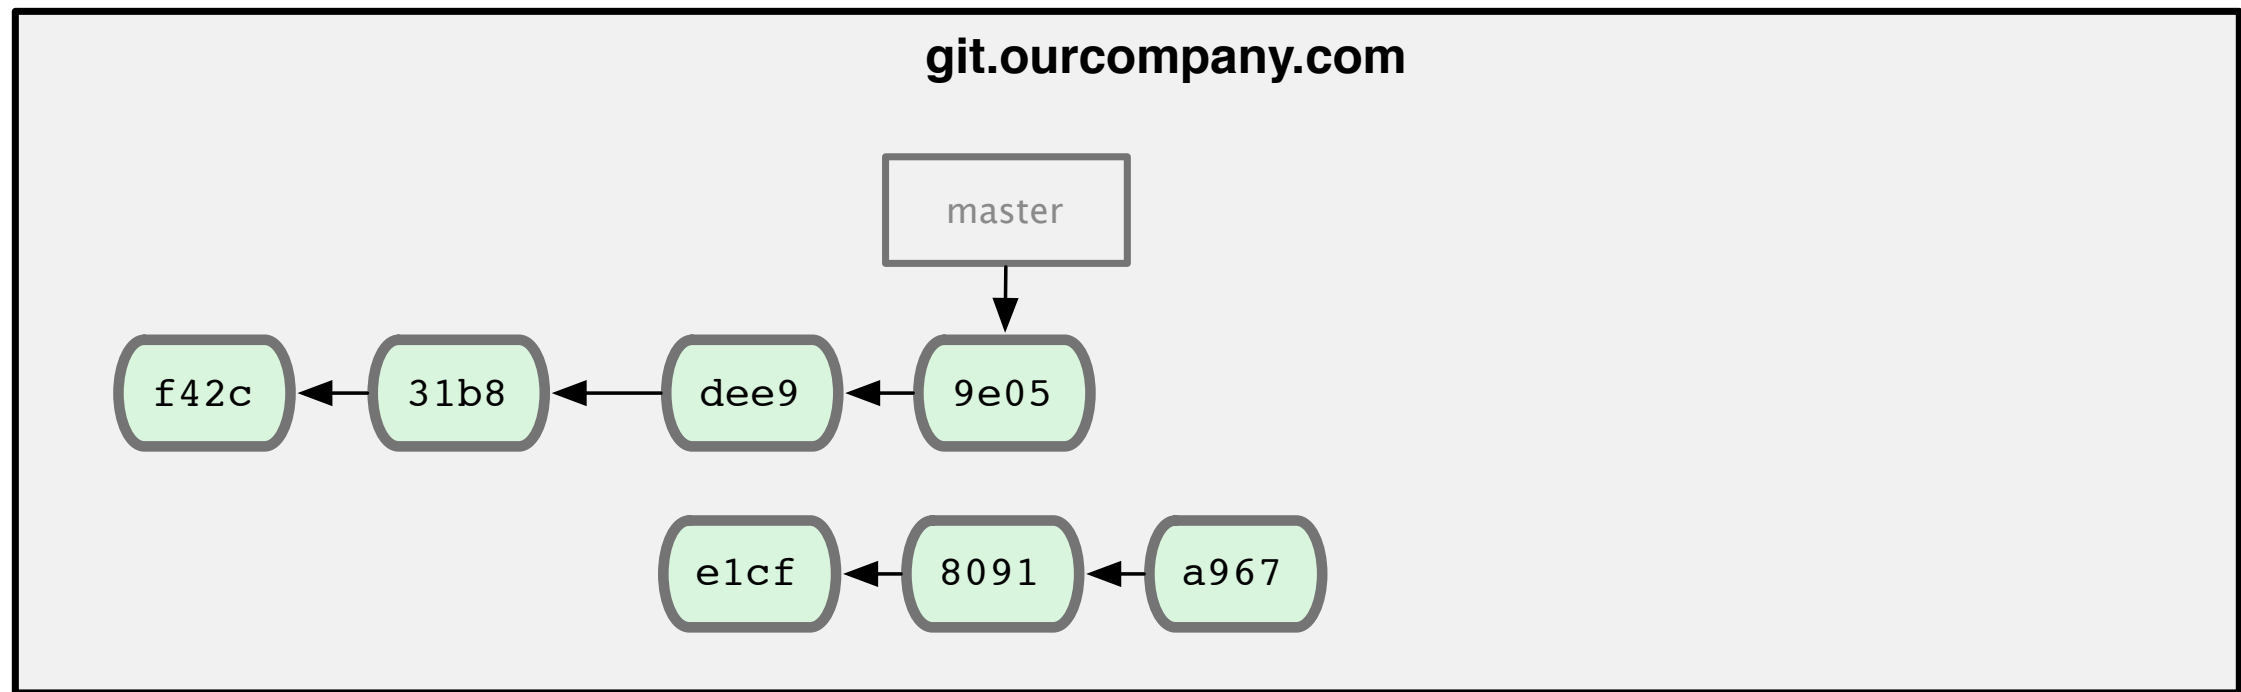 git.ourcompany.com
master
f42c 31b8 dee9 9e05
e1cf 8091 a967